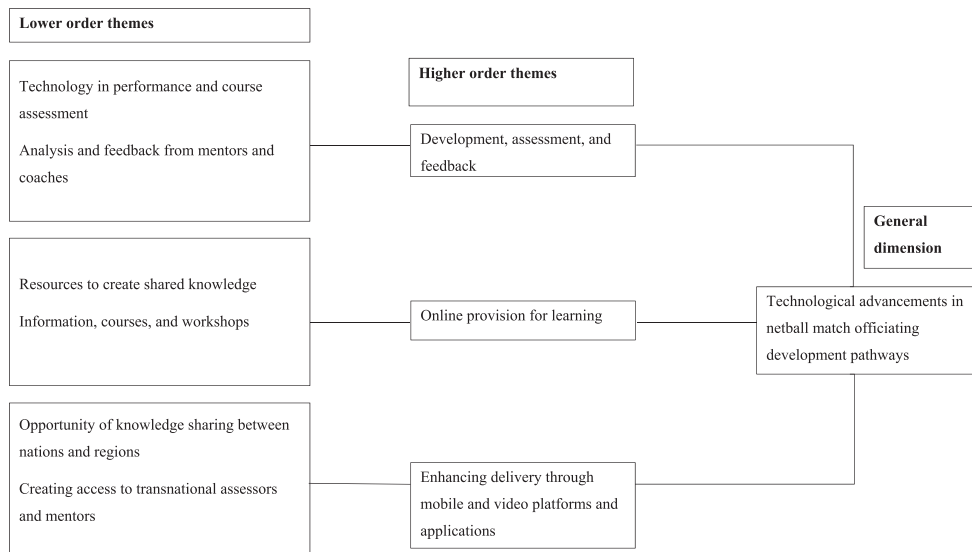 Lower order themes
Technology in performance and course
assessment
Analysis and feedback from mentors and
coaches
Resources to create shared knowledge
Information, courses, and workshops
Opportunity of knowledge sharing between
nations and regions
Creating access to transnational assessors
and mentors
Higher order themes
Development, assessment, and
feedback
Online provision for learning
Enhancing delivery through
mobile and video platforms and
applications
General
dimension
Technological advancements in
netball match officiating
development pathways